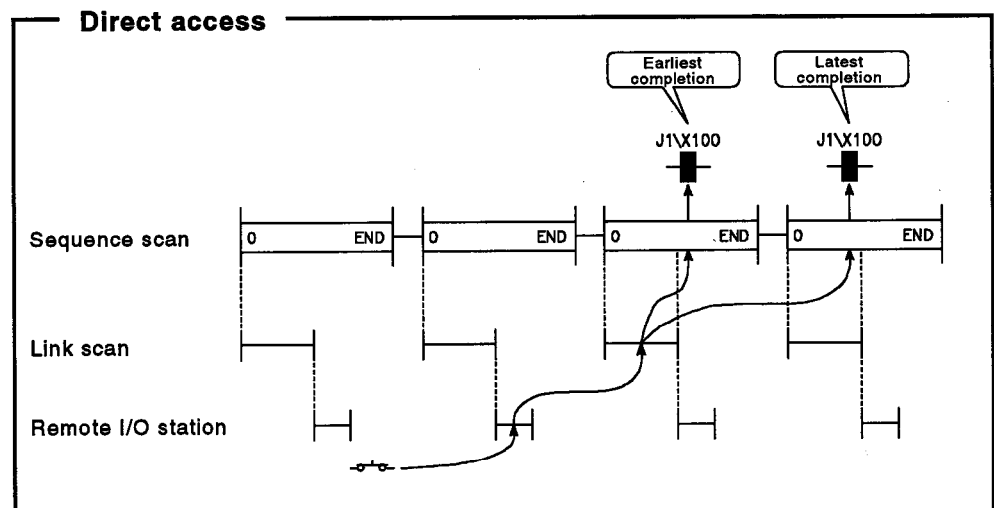 Direct access
Earliest
completion
Latest
completion
J1\X100
J1\X100
Sequence scan
0 END
0 END
0 END
0 END
Link scan
Remote I/O station